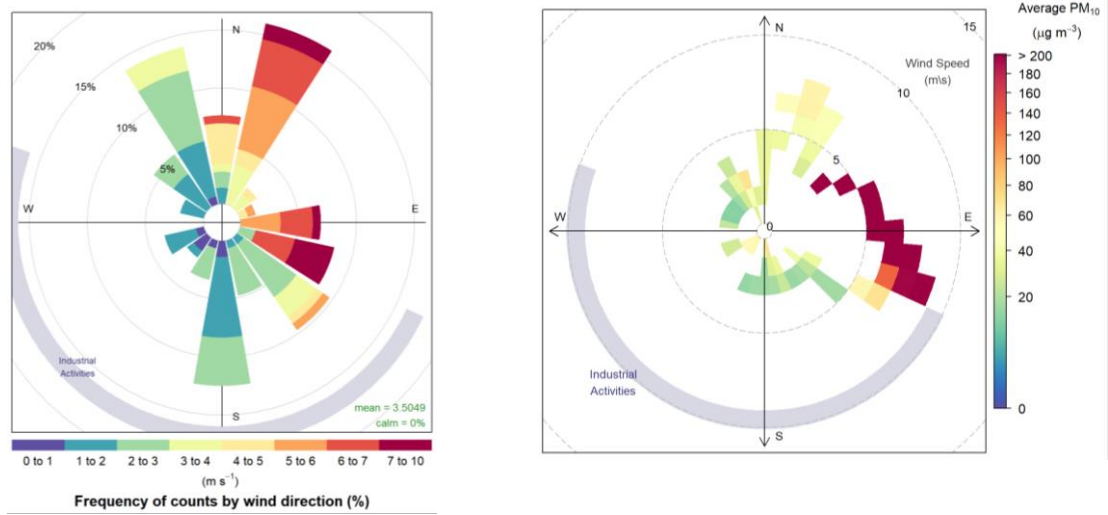 20%
15%
10%
5%
N
W
E
S
Industrial
Activities
mean = 3.5049
calm = 0%
0 to 1 1 to 2 2 to 3 3 to 4 4 to 5 5 to 6 6 to 7 7 to 10
(m s⁻¹)
Frequency of counts by wind direction (%)
N
15
Wind Speed
(m\s)
10
5
W
0
E
Industrial
Activities
S
Average PM₁₀
(μg m⁻³)
> 200
180
160
140
120
100
80
60
40
20
0